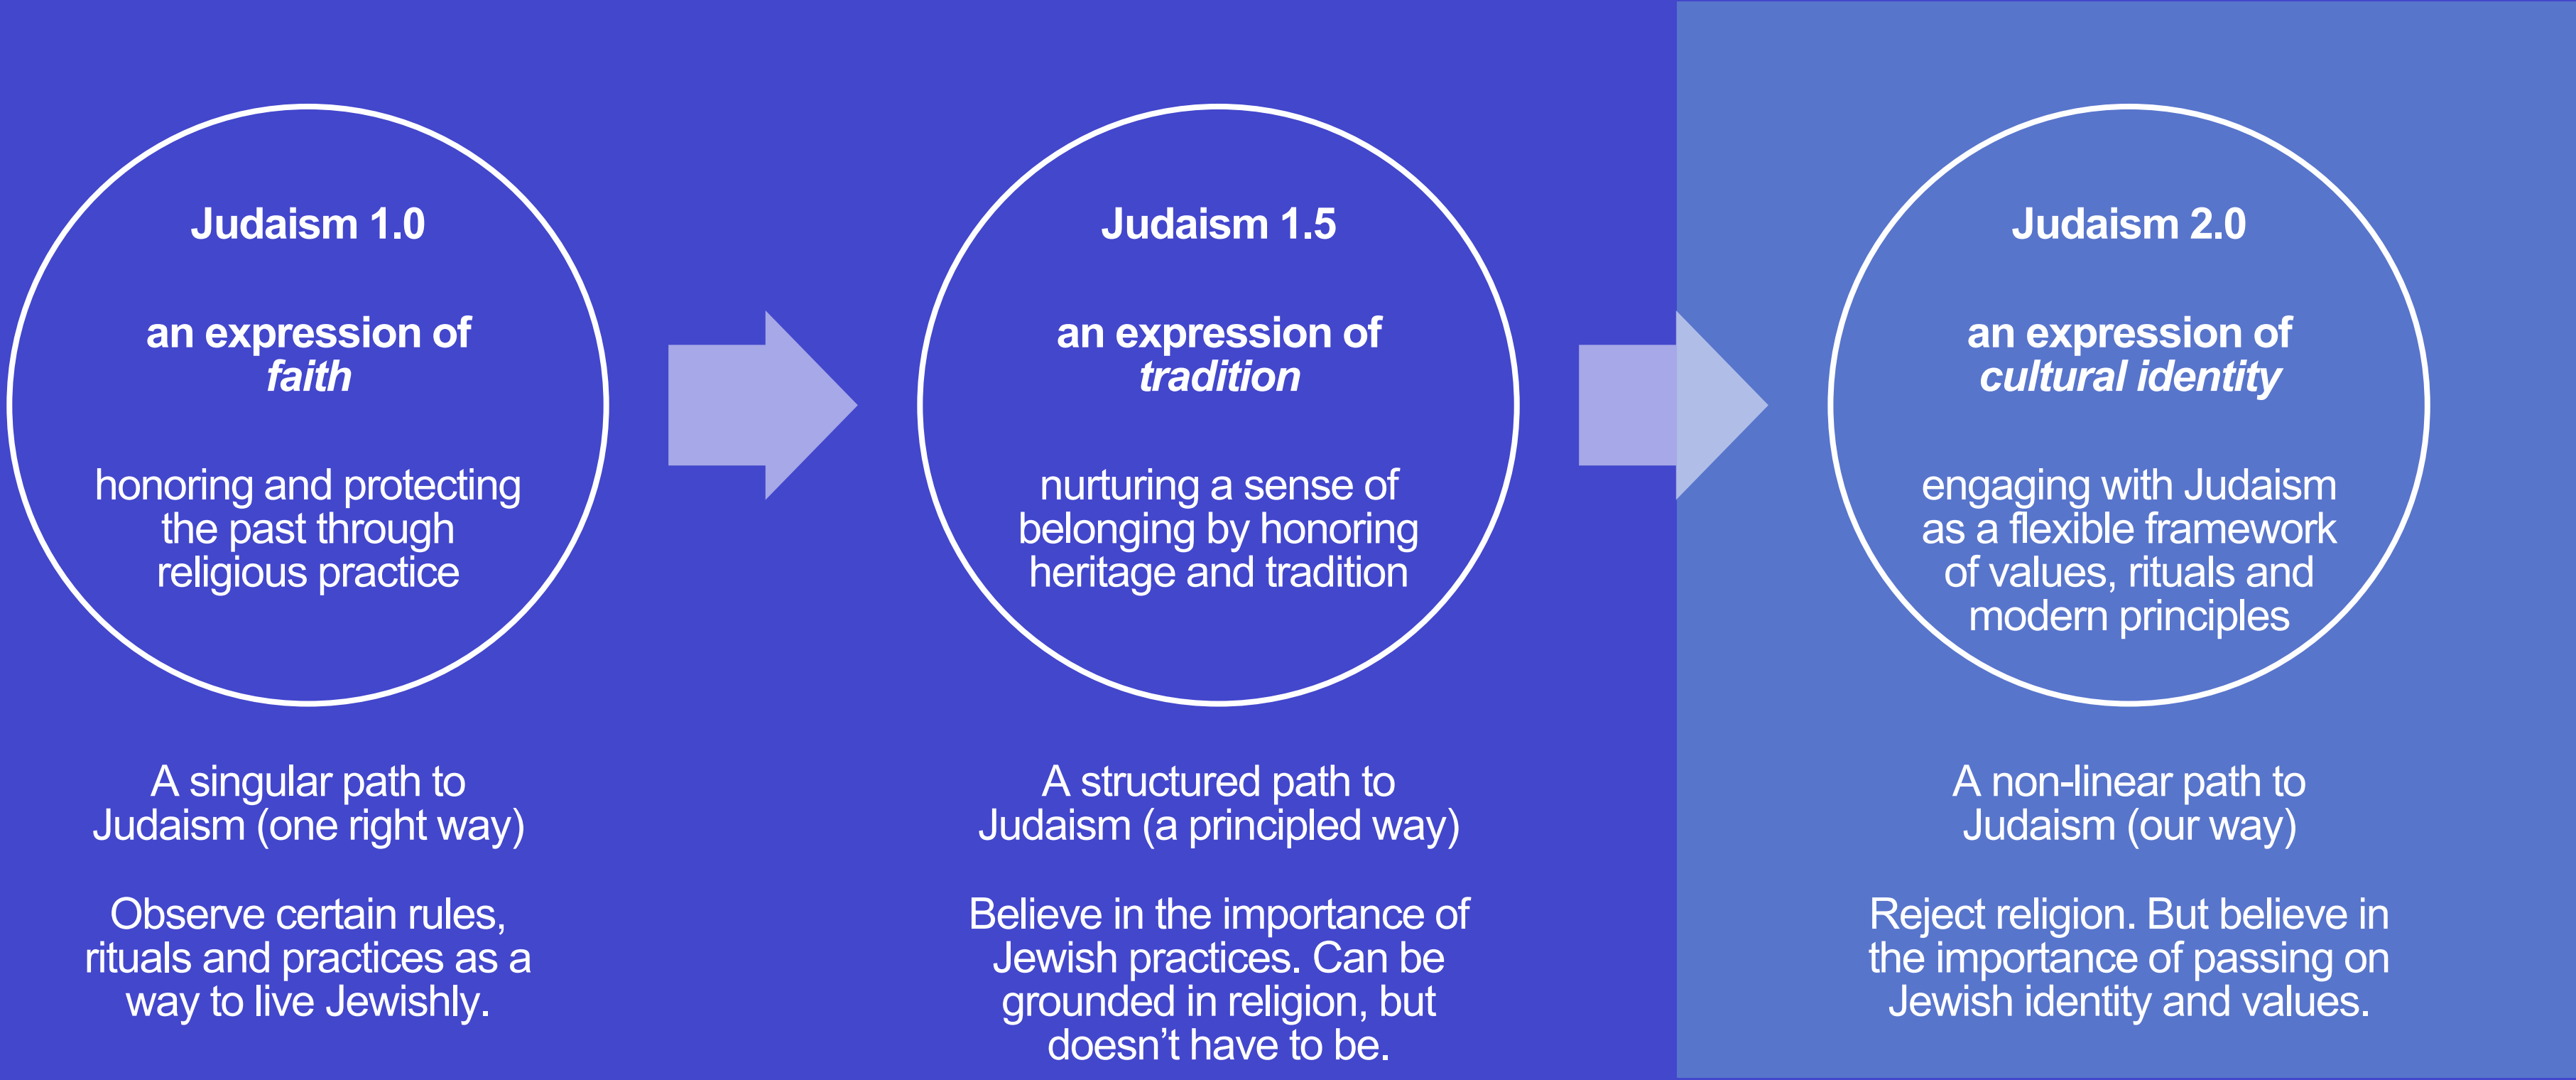 Judaism 1.0
an expression of
faith
honoring and protecting
the past through
religious practice
A singular path to
Judaism (one right way)
Observe certain rules,
rituals and practices as a
way to live Jewishly.
Judaism 1.5
an expression of
tradition
nurturing a sense of
belonging by honoring
heritage and tradition
A structured path to
Judaism (a principled way)
Believe in the importance of
Jewish practices. Can be
grounded in religion, but
doesn’t have to be.
Judaism 2.0
an expression of
cultural identity
engaging with Judaism
as a flexible framework
of values, rituals and
modern principles
A non-linear path to
Judaism (our way)
Reject religion. But believe in
the importance of passing on
Jewish identity and values.